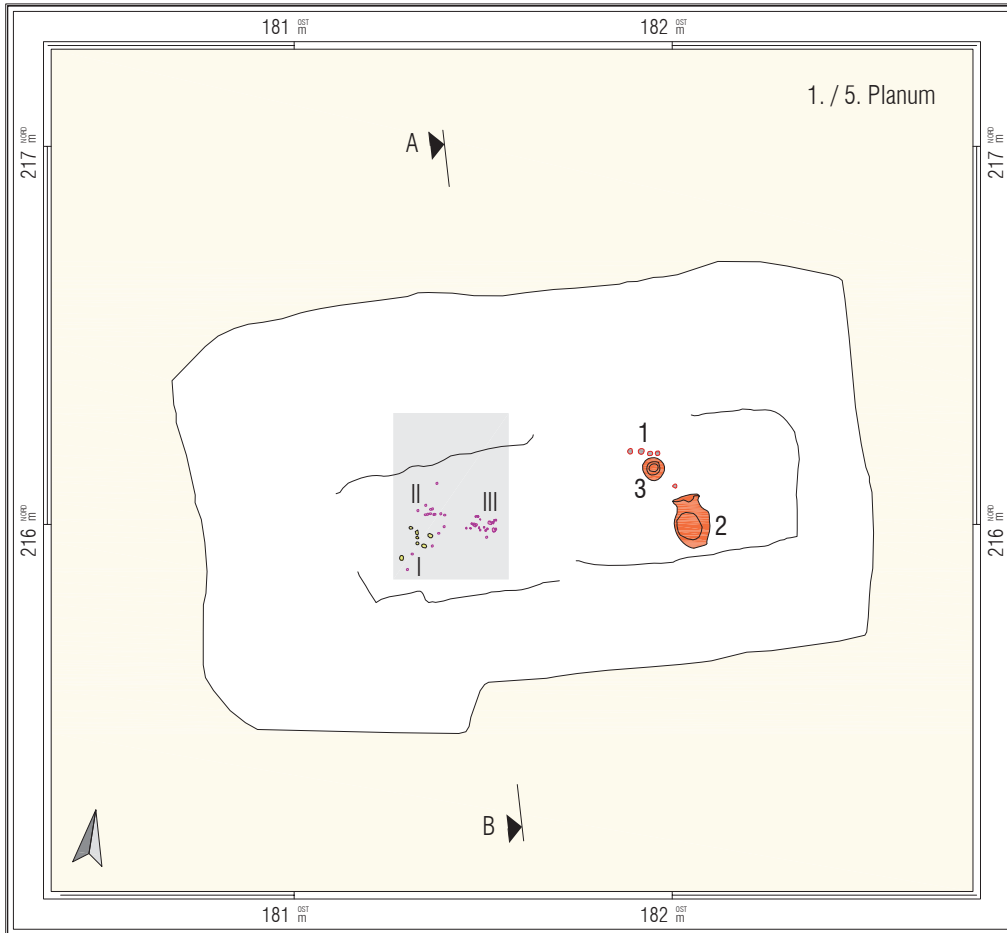 181 OST m
182 OST m
1. / 5. Planum
A
217 NORD m
217 NORD m
1
II
III
3
2
216 NORD m
216 NORD m
I
B
181 OST m
182 OST m